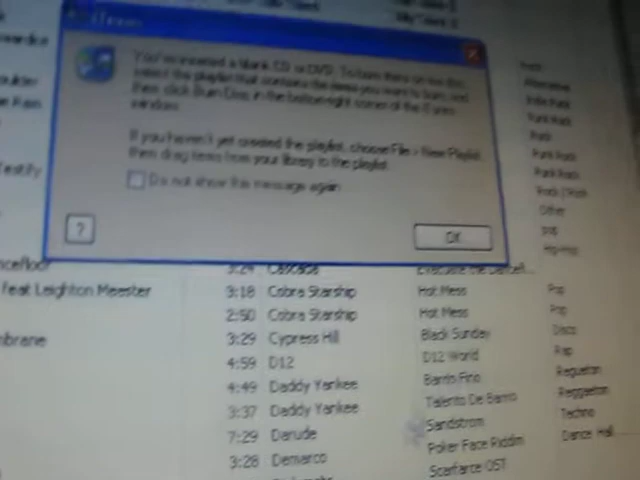 iTunes
You've inserted a blank CD or DVD. To burn items on the disc,
select the playlist that contains the items you want to burn, and
then click Burn Disc in the bottom right corner of the iTunes
window.
If you haven't yet created the playlist, choose File > New Playlist,
then drag items from your library to the playlist.
Do not show this message again
? OK
Alternative
Indie Rock
Punk Rock
Rock
Punk Rock
Punk Rock
Testify Rock
Other
pop
Hip-Hop
3:24 Cascada
feat Leighton Meester 3:18 Cobra Starship Hot Mess Pop
2:50 Cobra Starship Hot Mess Pop
3:29 Cypress Hill Black Sunday Disco
4:59 D12 D12 World Rap
4:49 Daddy Yankee Barrio Fino Regueton
3:37 Daddy Yankee Talento De Barrio Reggaeton
7:29 Darude Sandstrom Techno
3:28 Demarco Poker Face Riddim Dance Hall
Scarface OST